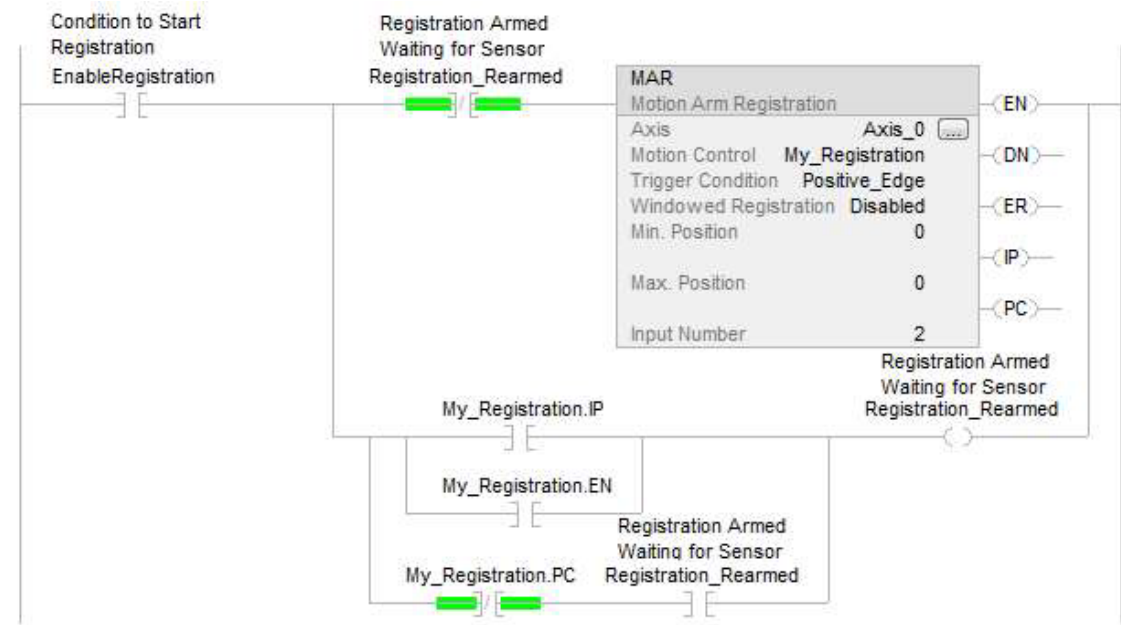 Condition to Start
Registration
EnableRegistration
Registration Armed
Waiting for Sensor
Registration_Rearmed
MAR
Motion Arm Registration
Axis Axis_0 ...
Motion Control My_Registration
Trigger Condition Positive_Edge
Windowed Registration Disabled
Min. Position 0
Max. Position 0
Input Number 2
EN
DN
ER
IP
PC
Registration Armed
Waiting for Sensor
Registration_Rearmed
My_Registration.IP
My_Registration.EN
Registration Armed
Waiting for Sensor
My_Registration.PC Registration_Rearmed